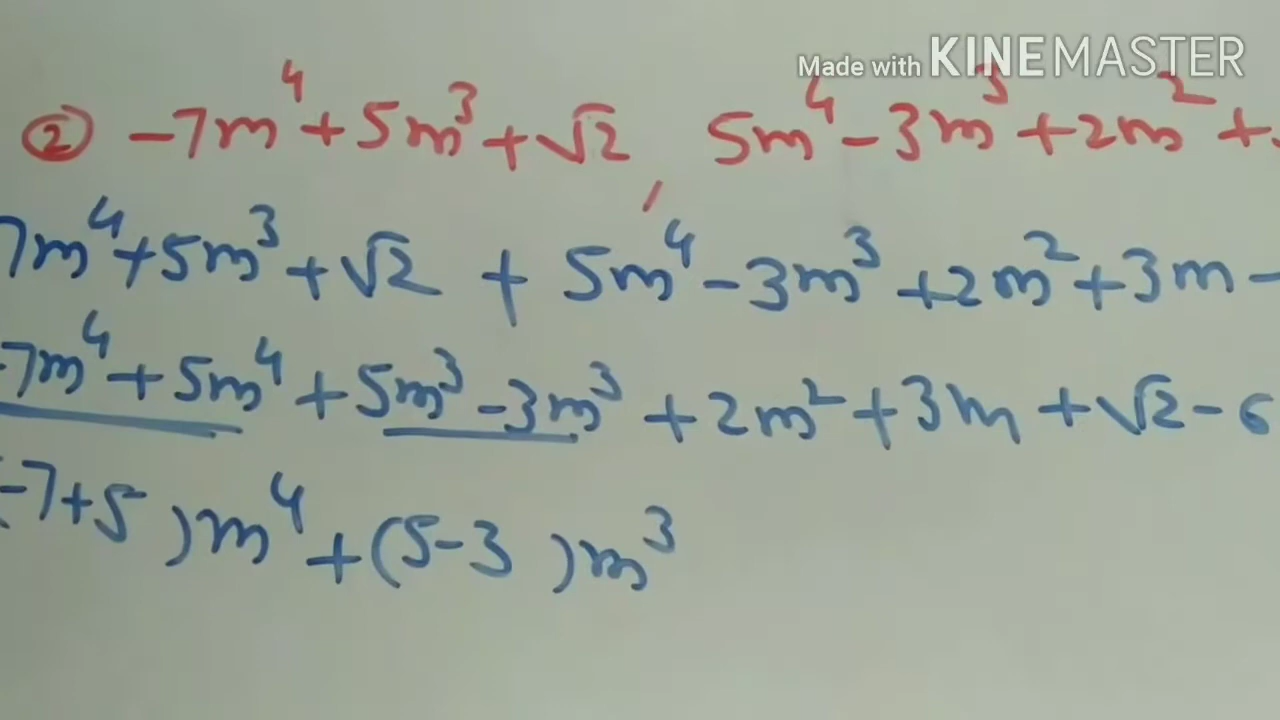 Made with KINEMASTER
② -7m⁴ + 5m³ + √2, 5m⁴ - 3m³ + 2m² +
7m⁴ + 5m³ + √2 + 5m⁴ - 3m³ + 2m² + 3m -
-7m⁴ + 5m⁴ + 5m³ - 3m³ + 2m² + 3m + √2 - 6
(-7+5)m⁴ + (5-3)m³